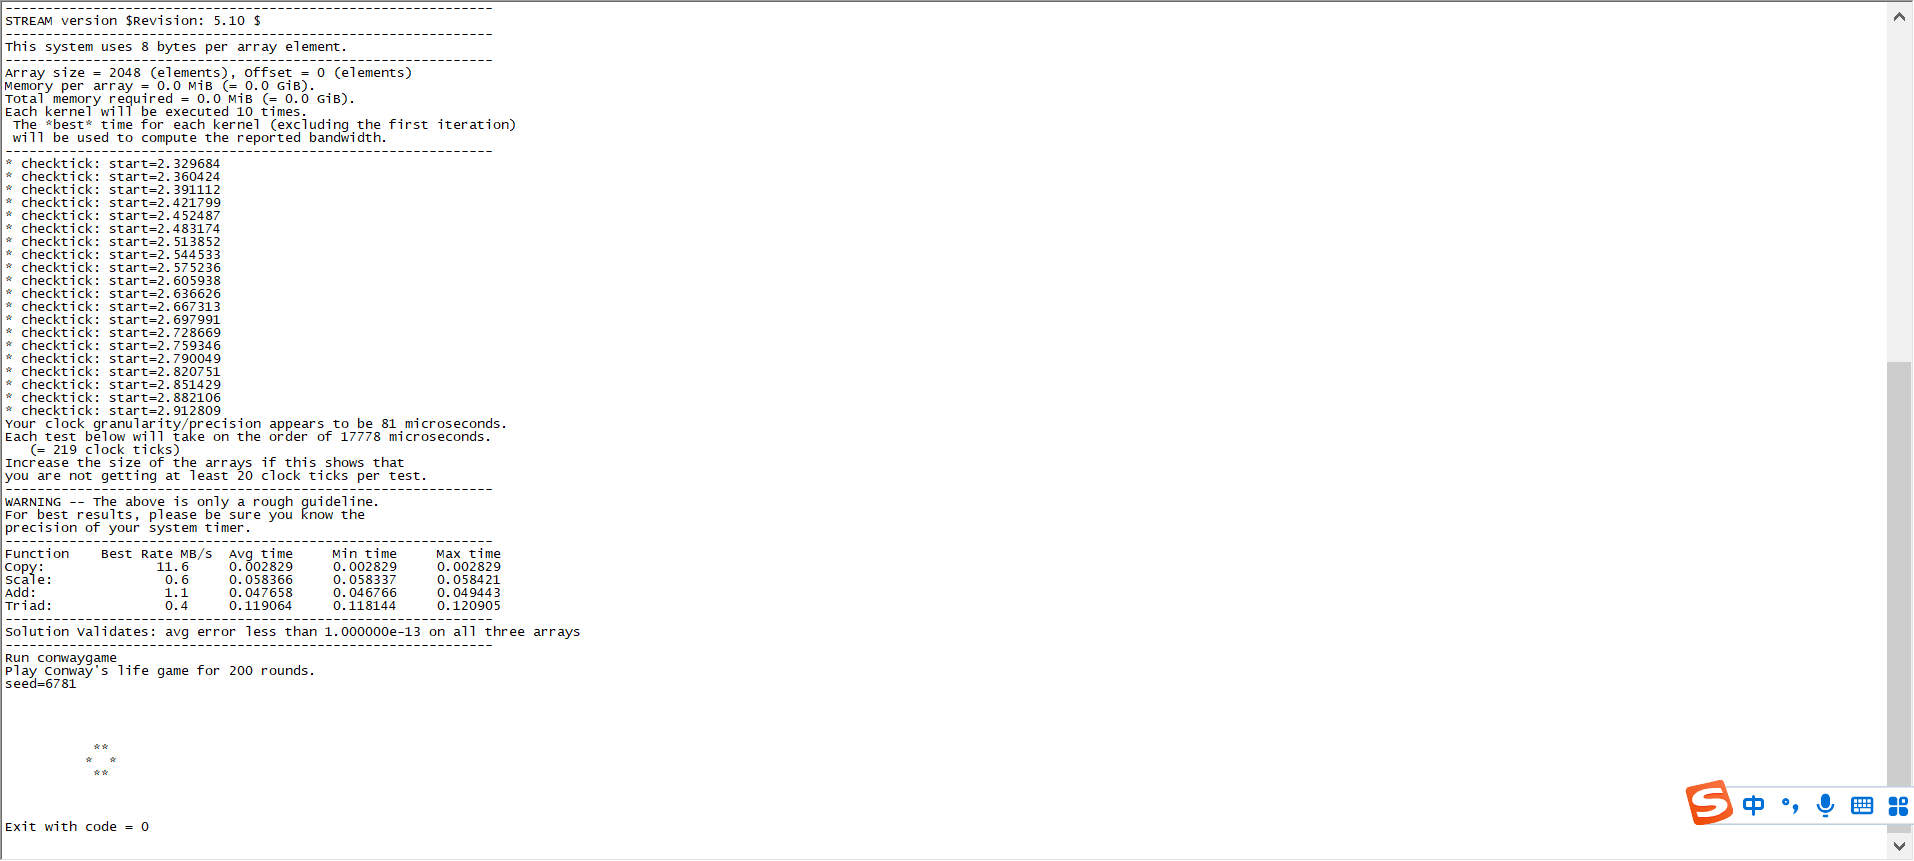 -------------------------------------------------------------
STREAM version $Revision: 5.10 $
-------------------------------------------------------------
This system uses 8 bytes per array element.
-------------------------------------------------------------
Array size = 2048 (elements), Offset = 0 (elements)
Memory per array = 0.0 MiB (= 0.0 GiB).
Total memory required = 0.0 MiB (= 0.0 GiB).
Each kernel will be executed 10 times.
 The *best* time for each kernel (excluding the first iteration)
 will be used to compute the reported bandwidth.
-------------------------------------------------------------
* checktick: start=2.329684
* checktick: start=2.360424
* checktick: start=2.391112
* checktick: start=2.421799
* checktick: start=2.452487
* checktick: start=2.483174
* checktick: start=2.513852
* checktick: start=2.544533
* checktick: start=2.575236
* checktick: start=2.605938
* checktick: start=2.636626
* checktick: start=2.667313
* checktick: start=2.697991
* checktick: start=2.728669
* checktick: start=2.759346
* checktick: start=2.790049
* checktick: start=2.820751
* checktick: start=2.851429
* checktick: start=2.882106
* checktick: start=2.912809
Your clock granularity/precision appears to be 81 microseconds.
Each test below will take on the order of 17778 microseconds.
   (= 219 clock ticks)
Increase the size of the arrays if this shows that
you are not getting at least 20 clock ticks per test.
-------------------------------------------------------------
WARNING -- The above is only a rough guideline.
For best results, please be sure you know the
precision of your system timer.
-------------------------------------------------------------
Function    Best Rate MB/s  Avg time     Min time     Max time
Copy:              11.6     0.002829     0.002829     0.002829
Scale:              0.6     0.058366     0.058337     0.058421
Add:                1.1     0.047658     0.046766     0.049443
Triad:              0.4     0.119064     0.118144     0.120905
-------------------------------------------------------------
Solution Validates: avg error less than 1.000000e-13 on all three arrays
-------------------------------------------------------------
Run conwaygame
Play Conway's life game for 200 rounds.
seed=6781
           **
          *  *
           **
S 中 °,
Exit with code = 0